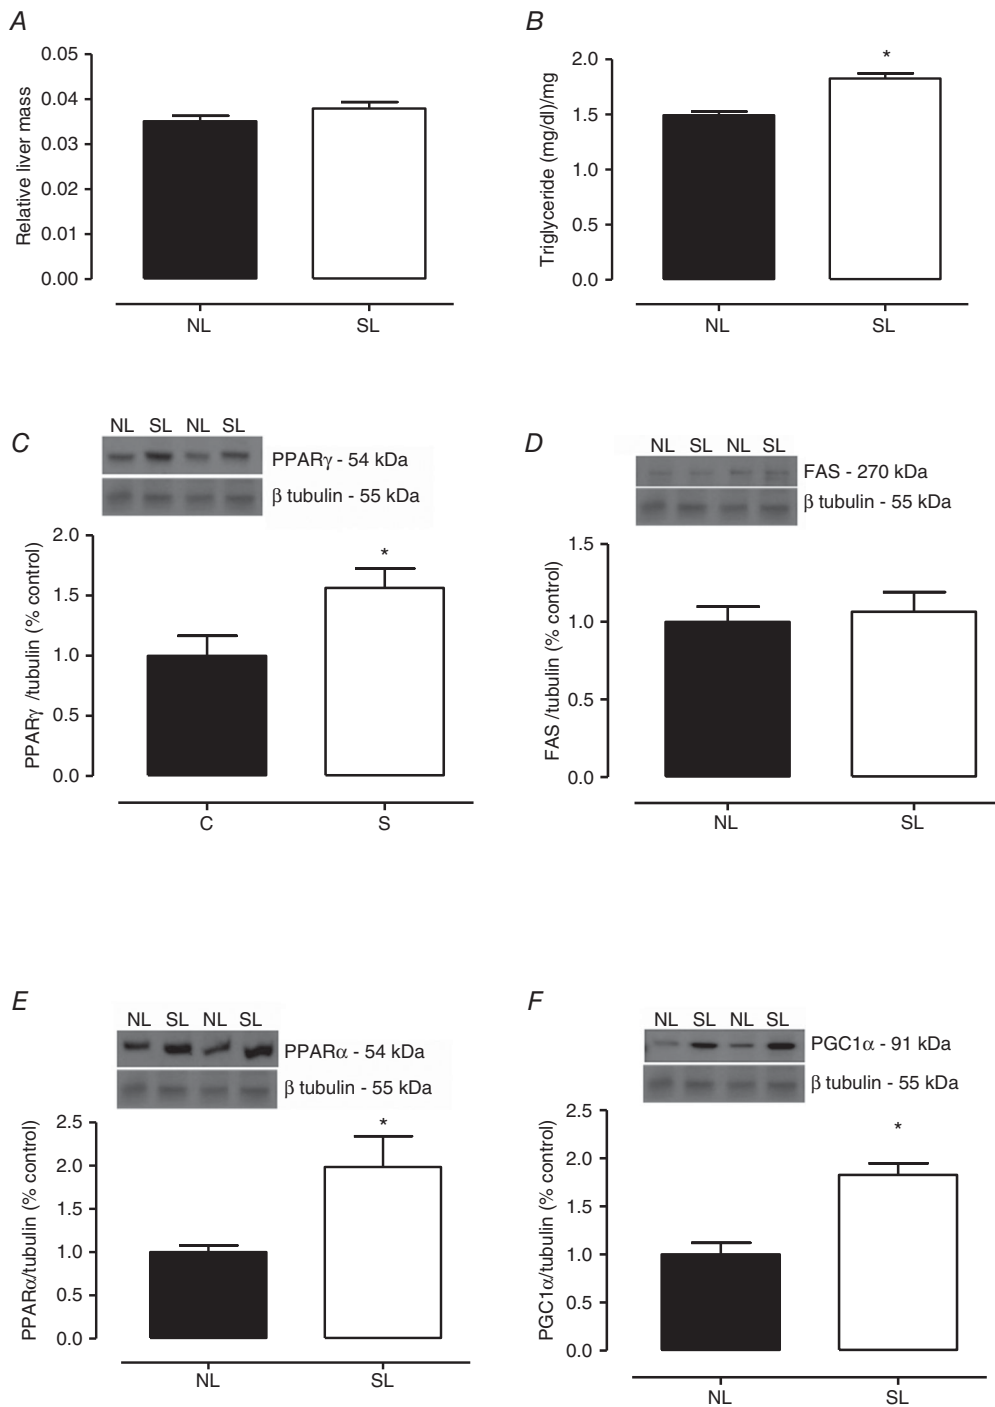 A
0.05
0.04
0.03
0.02
0.01
0.00
Relative liver mass
NL SL
B
*
2.0
1.5
1.0
0.5
0.0
Triglyceride (mg/dl)/mg
NL SL
C
NL SL NL SL
PPARγ - 54 kDa
β tubulin - 55 kDa
2.0
1.5
1.0
0.5
0.0
PPARγ /tubulin (% control)
*
C S
D
NL SL NL SL
FAS - 270 kDa
β tubulin - 55 kDa
1.5
1.0
0.5
0.0
FAS /tubulin (% control)
NL SL
E
NL SL NL SL
PPARα - 54 kDa
β tubulin - 55 kDa
2.5
2.0
1.5
1.0
0.5
0.0
PPARα/tubulin (% control)
*
NL SL
F
NL SL NL SL
PGC1α - 91 kDa
β tubulin - 55 kDa
2.5
2.0
1.5
1.0
0.5
0.0
PGC1α/tubulin (% control)
*
NL SL